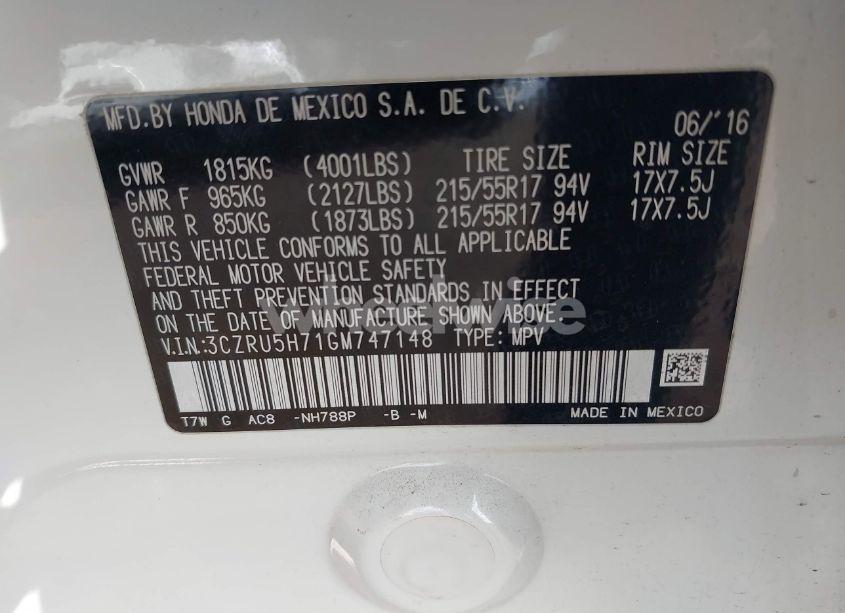 MFD.BY HONDA DE MEXICO S.A. DE C.V.
06/'16
GVWR 1815KG (4001LBS) TIRE SIZE RIM SIZE
GAWR F 965KG (2127LBS) 215/55R17 94V 17X7.5J
GAWR R 850KG (1873LBS) 215/55R17 94V 17X7.5J
THIS VEHICLE CONFORMS TO ALL APPLICABLE
FEDERAL MOTOR VEHICLE SAFETY
AND THEFT PREVENTION STANDARDS IN EFFECT
ON THE DATE OF MANUFACTURE SHOWN ABOVE.
V.I.N.:3CZRU5H71GM747148 TYPE: MPV
T7W G AC8 -NH788P -B -M MADE IN MEXICO